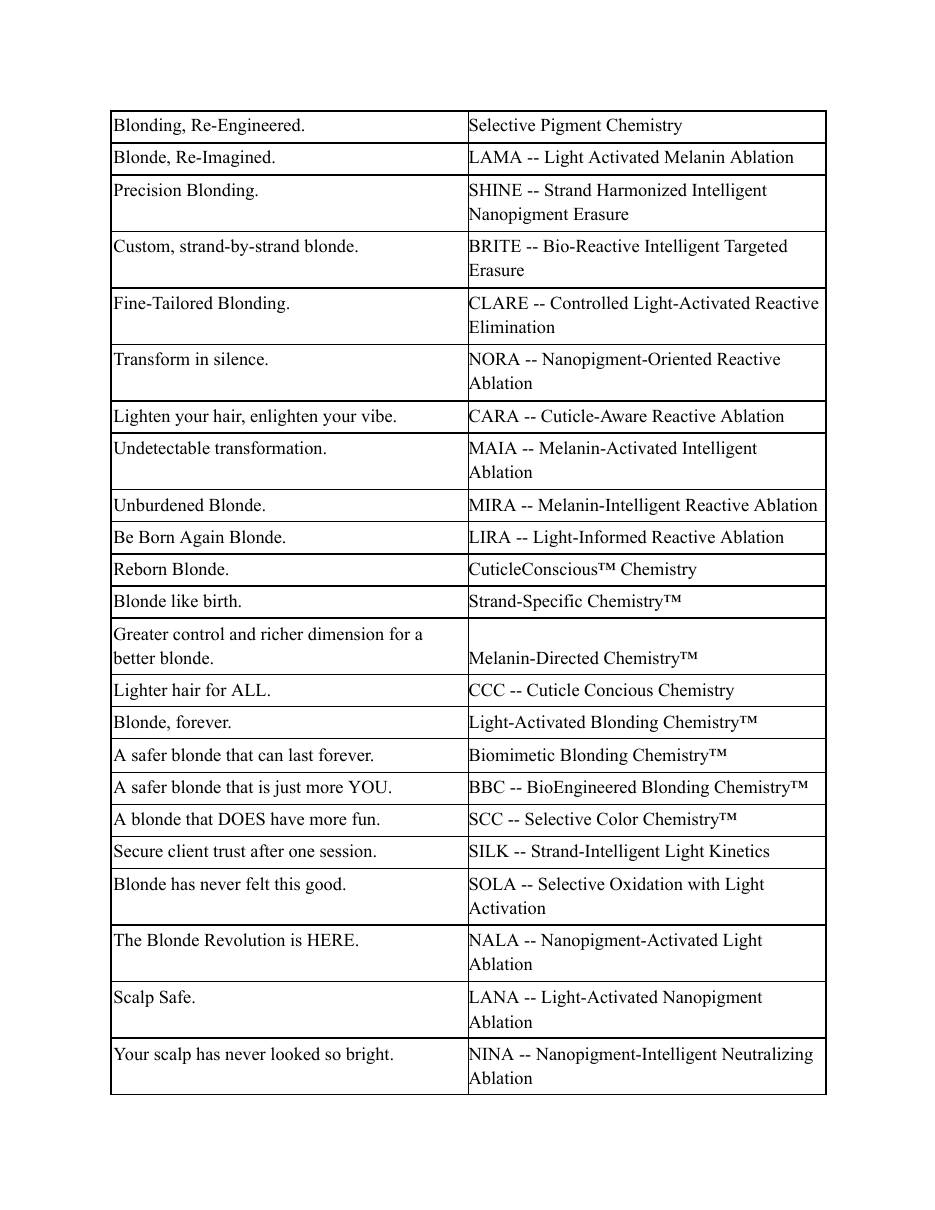 Blonding, Re-Engineered.
Selective Pigment Chemistry
Blonde, Re-Imagined.
LAMA -- Light Activated Melanin Ablation
Precision Blonding.
SHINE -- Strand Harmonized Intelligent
Nanopigment Erasure
Custom, strand-by-strand blonde.
BRITE -- Bio-Reactive Intelligent Targeted
Erasure
Fine-Tailored Blonding.
CLARE -- Controlled Light-Activated Reactive
Elimination
Transform in silence.
NORA -- Nanopigment-Oriented Reactive
Ablation
Lighten your hair, enlighten your vibe.
CARA -- Cuticle-Aware Reactive Ablation
Undetectable transformation.
MAIA -- Melanin-Activated Intelligent
Ablation
Unburdened Blonde.
MIRA -- Melanin-Intelligent Reactive Ablation
Be Born Again Blonde.
LIRA -- Light-Informed Reactive Ablation
Reborn Blonde.
CuticleConscious™ Chemistry
Blonde like birth.
Strand-Specific Chemistry™
Greater control and richer dimension for a
better blonde.
Melanin-Directed Chemistry™
Lighter hair for ALL.
CCC -- Cuticle Concious Chemistry
Blonde, forever.
Light-Activated Blonding Chemistry™
A safer blonde that can last forever.
Biomimetic Blonding Chemistry™
A safer blonde that is just more YOU.
BBC -- BioEngineered Blonding Chemistry™
A blonde that DOES have more fun.
SCC -- Selective Color Chemistry™
Secure client trust after one session.
SILK -- Strand-Intelligent Light Kinetics
Blonde has never felt this good.
SOLA -- Selective Oxidation with Light
Activation
The Blonde Revolution is HERE.
NALA -- Nanopigment-Activated Light
Ablation
Scalp Safe.
LANA -- Light-Activated Nanopigment
Ablation
Your scalp has never looked so bright.
NINA -- Nanopigment-Intelligent Neutralizing
Ablation